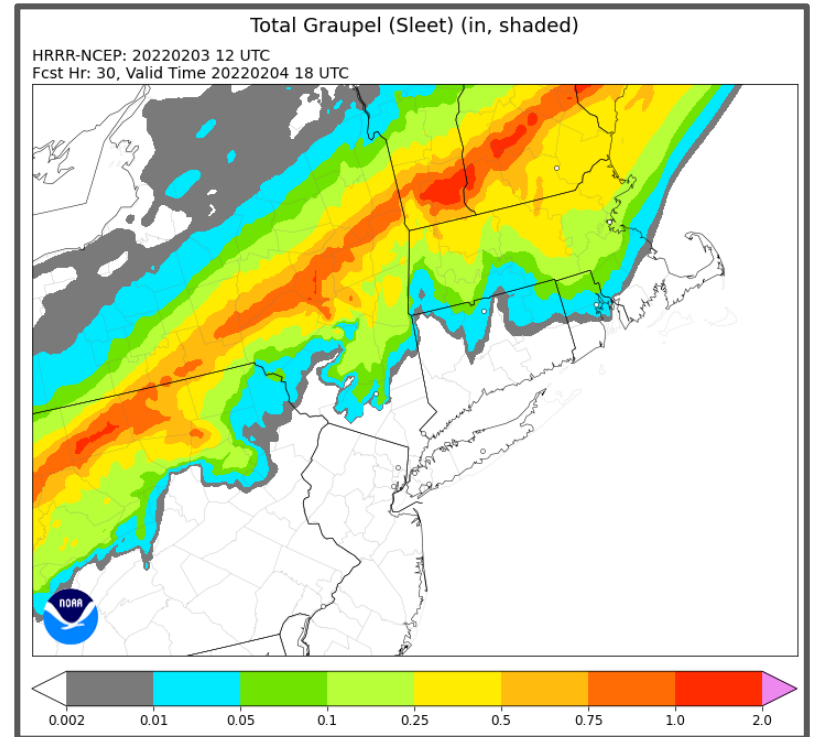 Total Graupel (Sleet) (in, shaded)
HRRR-NCEP: 20220203 12 UTC
Fcst Hr: 30, Valid Time 20220204 18 UTC
NOAA
0.002 0.01 0.05 0.1 0.25 0.5 0.75 1.0 2.0